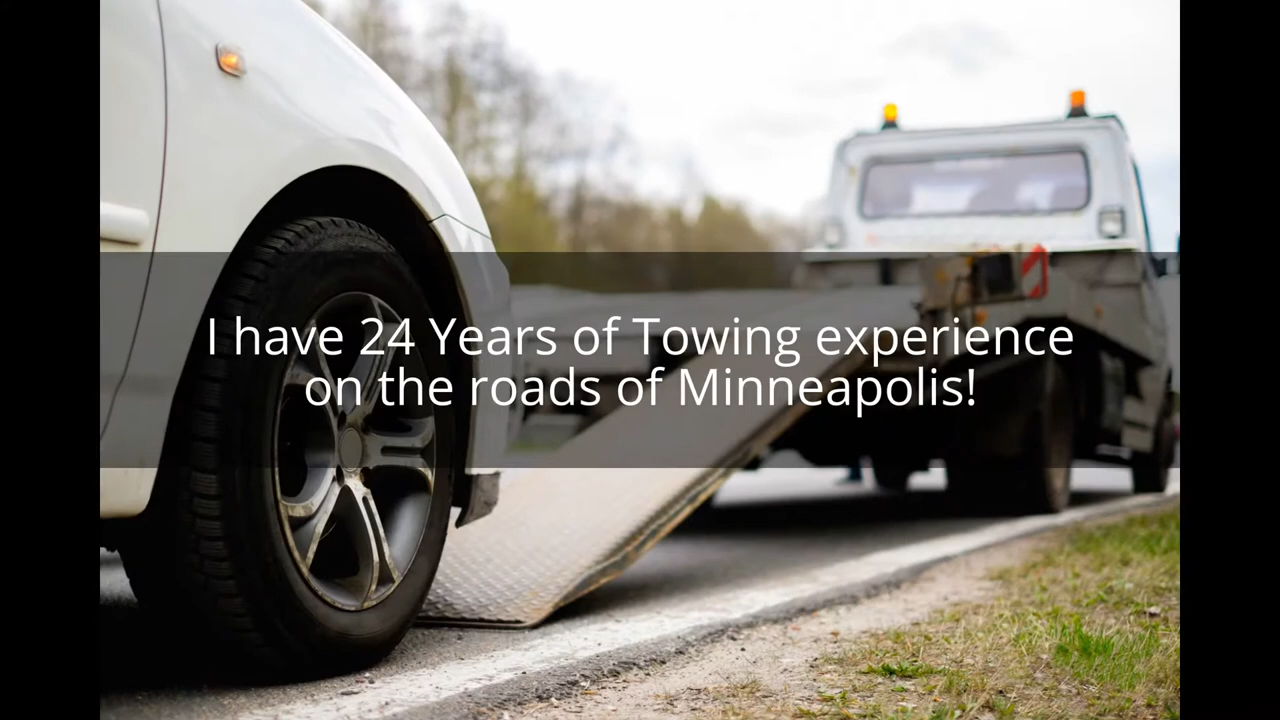 I have 24 Years of Towing experience
on the roads of Minneapolis!